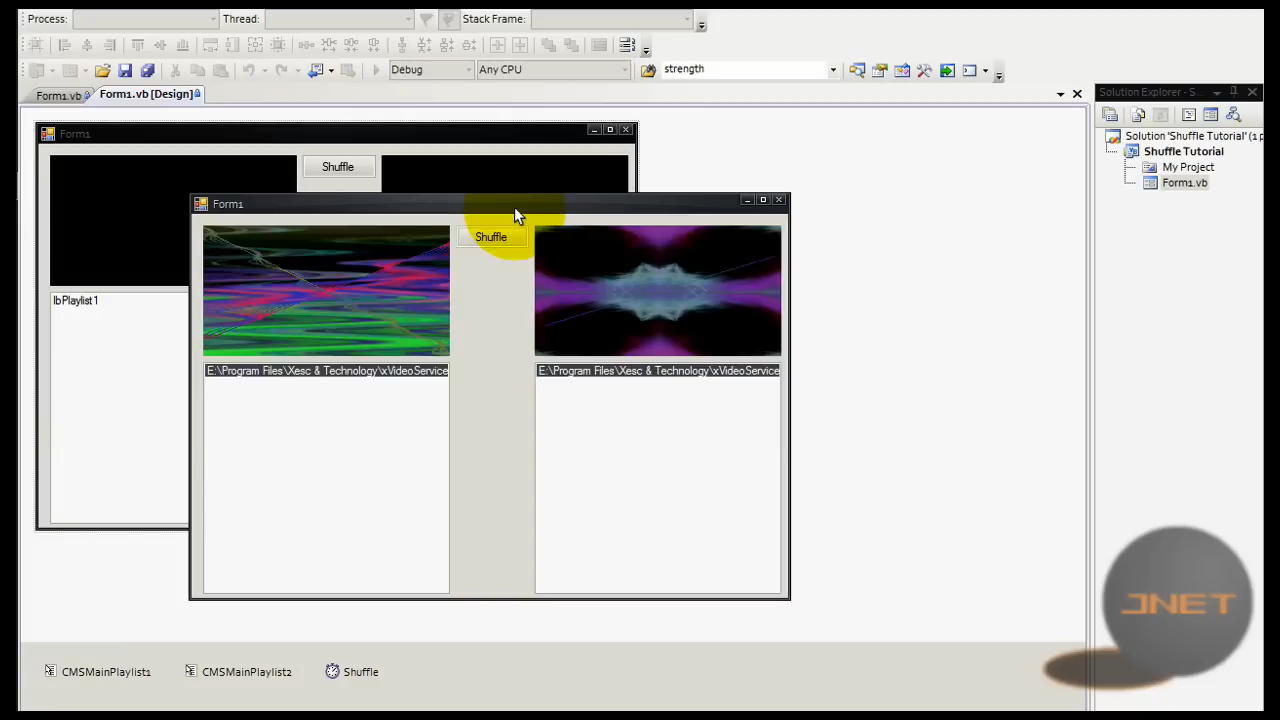 Process: Thread: Stack Frame:
Debug Any CPU strength
Form1.vb Form1.vb [Design] Solution Explorer - S...
Solution 'Shuffle Tutorial' (1 p
Shuffle Tutorial
My Project
Form1.vb
Form1
Shuffle
lbPlaylist1
Form1
Shuffle
E:\Program Files\Xesc & Technology\xVideoService
E:\Program Files\Xesc & Technology\xVideoService
JNET
CMSMainPlaylist1 CMSMainPlaylist2 Shuffle